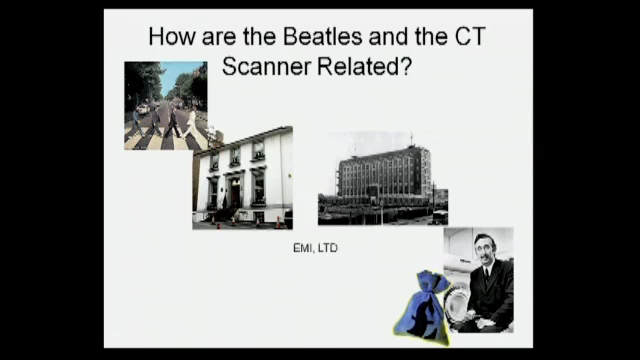 How are the Beatles and the CT
Scanner Related?
EMI, LTD